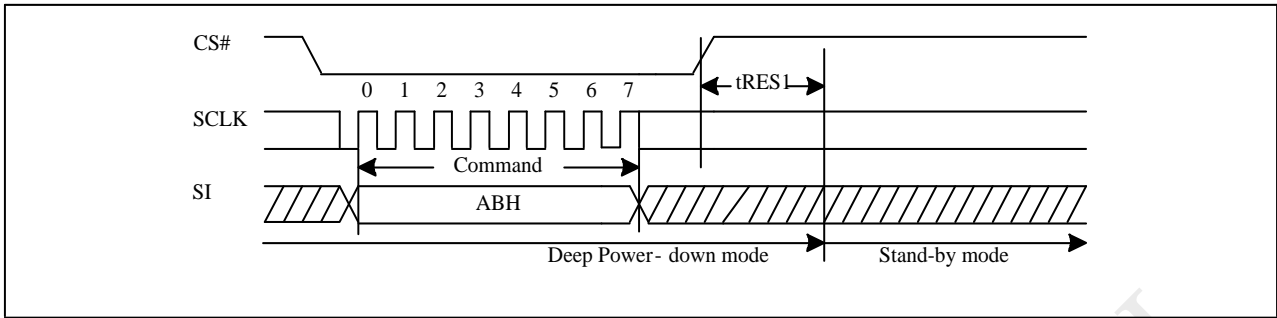 CS#
tRES1
0 1 2 3 4 5 6 7
SCLK
Command
SI
ABH
Deep Power- down mode Stand-by mode